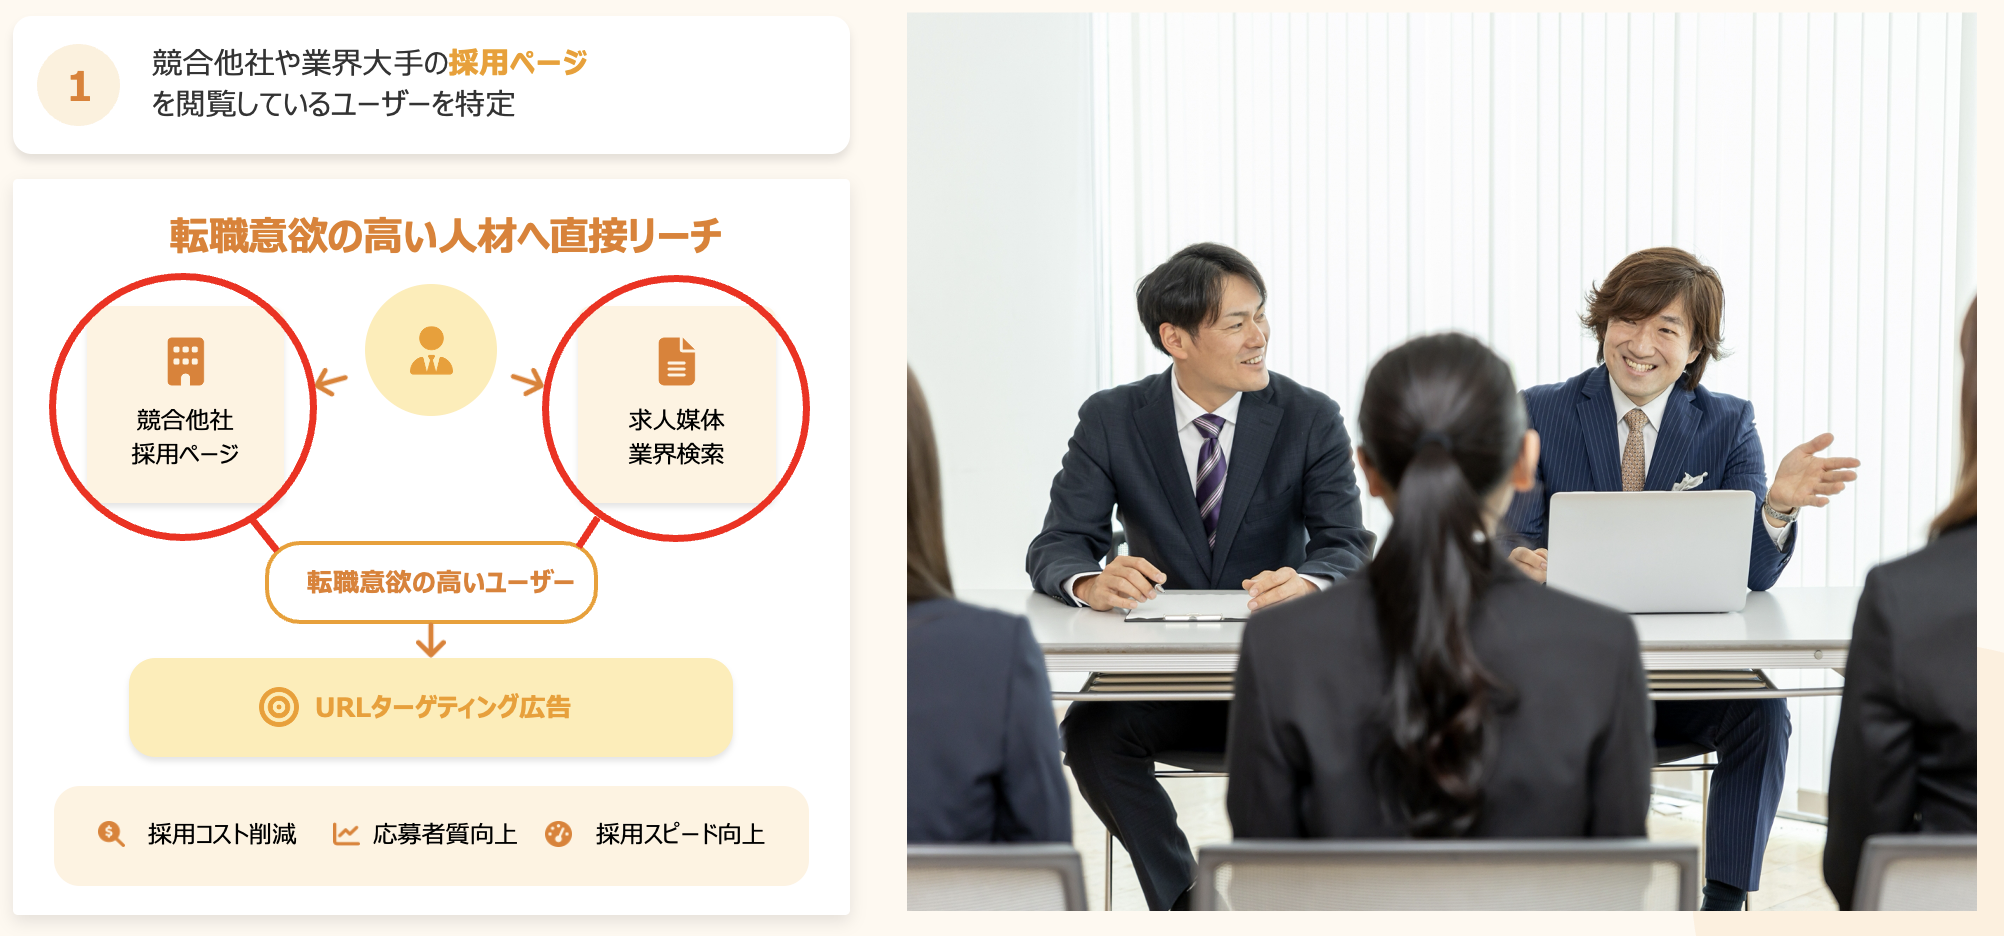 1
競合他社や業界大手の採用ページ
を閲覧しているユーザーを特定
転職意欲の高い人材へ直接リーチ
競合他社
採用ページ
求人媒体
業界検索
転職意欲の高いユーザー
URLターゲティング広告
採用コスト削減
応募者質向上
採用スピード向上